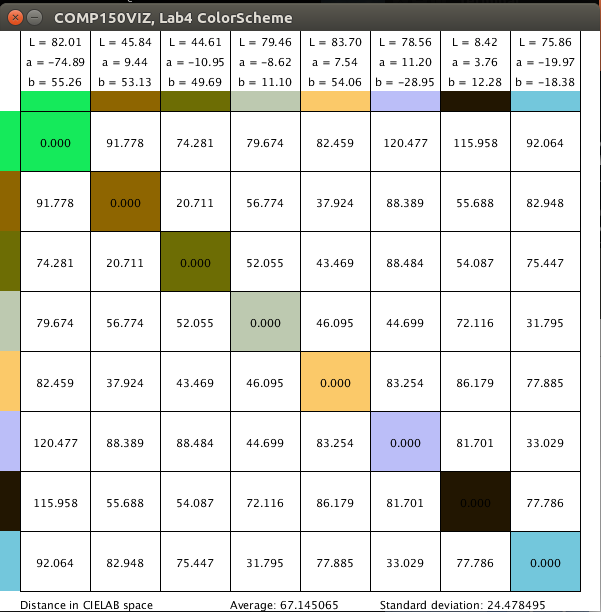 COMP150VIZ, Lab4 ColorScheme
L = 82.01 L = 45.84 L = 44.61 L = 79.46 L = 83.70 L = 78.56 L = 8.42 L = 75.86
a = −74.89 a = 9.44 a = −10.95 a = −8.62 a = 7.54 a = 11.20 a = 3.76 a = −19.97
b = 55.26 b = 53.13 b = 49.69 b = 11.10 b = 54.06 b = −28.95 b = 12.28 b = −18.38
0.000 91.778 74.281 79.674 82.459 120.477 115.958 92.064
91.778 0.000 20.711 56.774 37.924 88.389 55.688 82.948
74.281 20.711 0.000 52.055 43.469 88.484 54.087 75.447
79.674 56.774 52.055 0.000 46.095 44.699 72.116 31.795
82.459 37.924 43.469 46.095 0.000 83.254 86.179 77.885
120.477 88.389 88.484 44.699 83.254 0.000 81.701 33.029
115.958 55.688 54.087 72.116 86.179 81.701 0.000 77.786
92.064 82.948 75.447 31.795 77.885 33.029 77.786 0.000
Distance in CIELAB space Average: 67.145065 Standard deviation: 24.478495